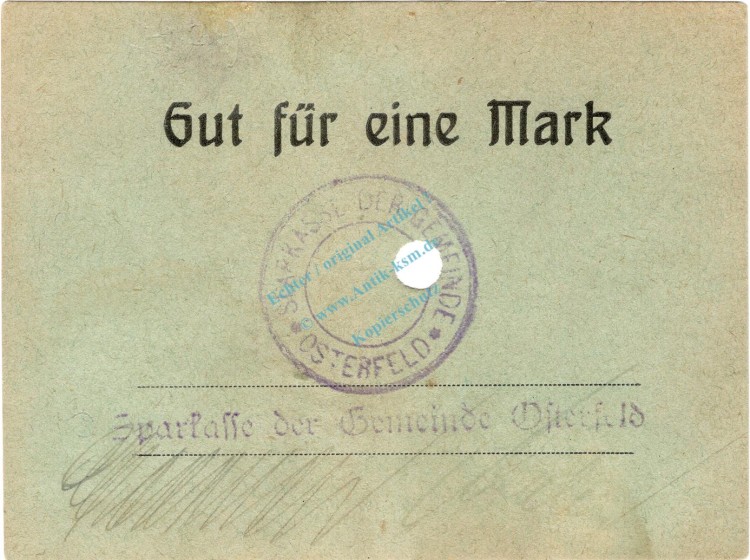 Gut für eine Mark
SPARKASSE DER GEMEINDE
* OSTERFELD *
Echter / original Artikel !
© www.Antik-ksm.de
Kopierschutz
Sparkasse der Gemeinde Osterfeld